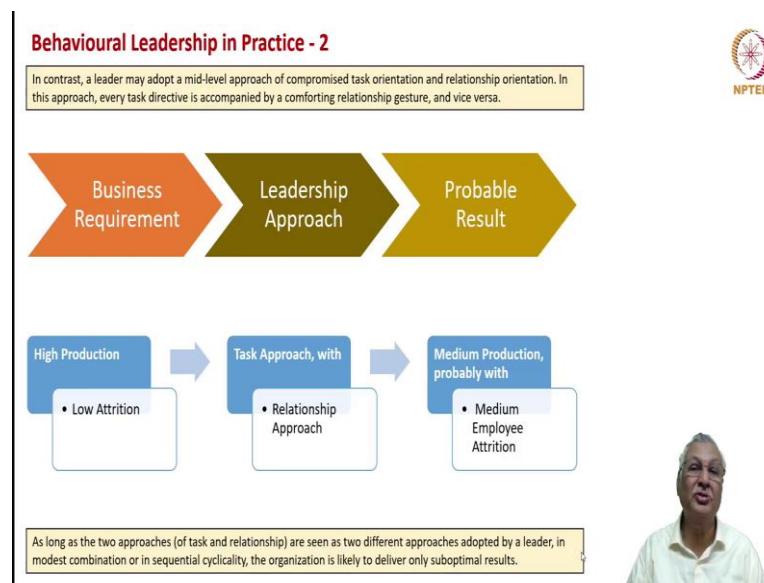 Behavioural Leadership in Practice - 2
In contrast, a leader may adopt a mid-level approach of compromised task orientation and relationship orientation. In
this approach, every task directive is accompanied by a comforting relationship gesture, and vice versa.
NPTEL
Business
Requirement
Leadership
Approach
Probable
Result
High Production
• Low Attrition
Task Approach, with
• Relationship
Approach
Medium Production,
probably with
• Medium
Employee
Attrition
As long as the two approaches (of task and relationship) are seen as two different approaches adopted by a leader, in
modest combination or in sequential cyclicality, the organization is likely to deliver only suboptimal results.